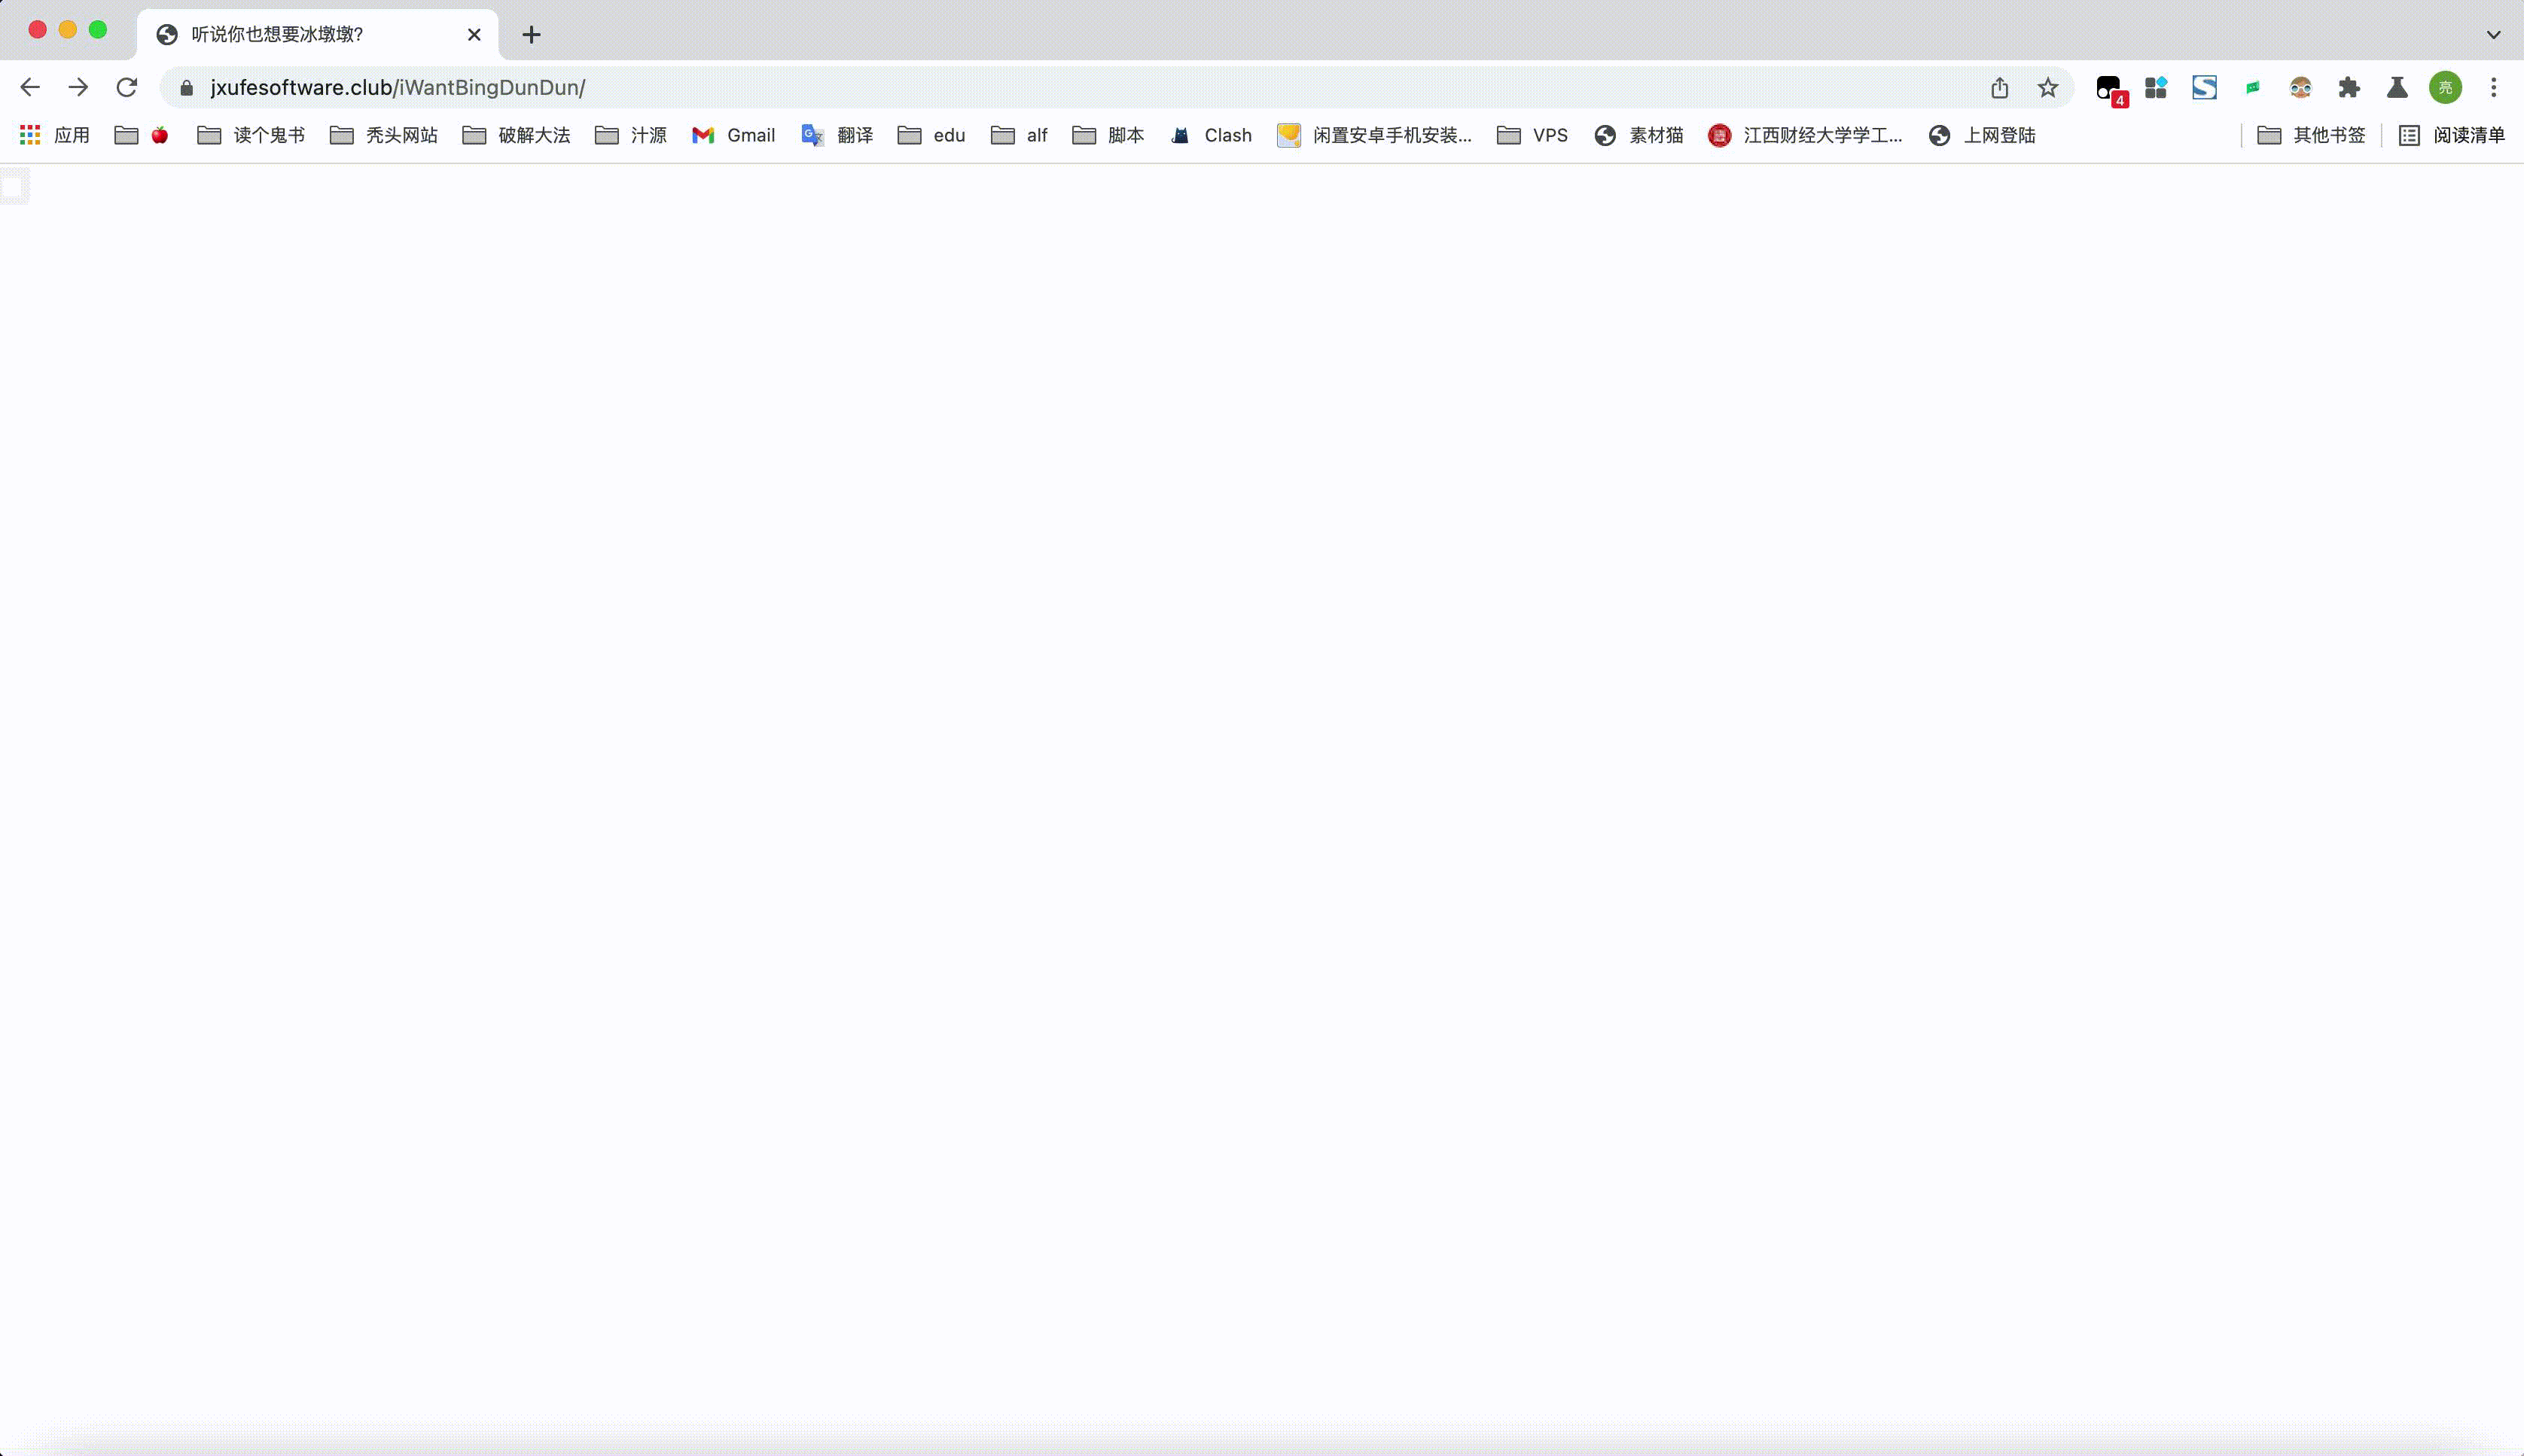 听说你也想要冰墩墩?
jxufesoftware.club/iWantBingDunDun/
4
亮
应用 读个鬼书 秃头网站 破解大法 汁源 Gmail 翻译 edu alf 脚本 Clash 闲置安卓手机安装... VPS 素材猫 江西财经大学学工... 上网登陆 其他书签 阅读清单